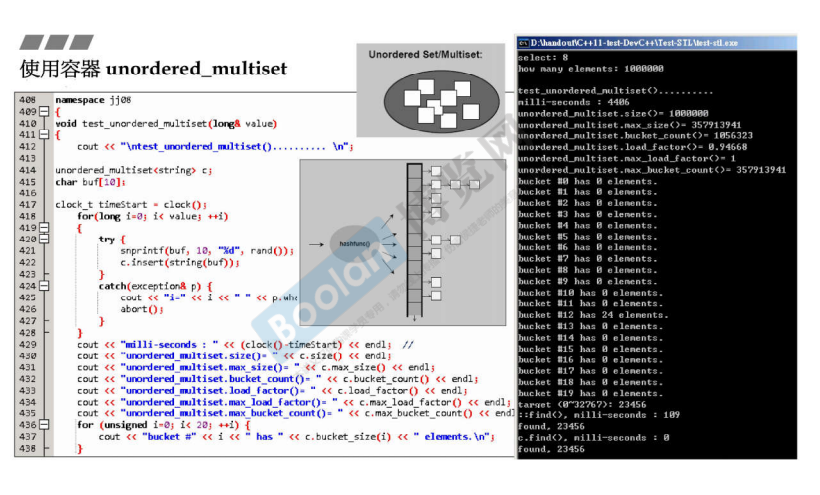 使用容器 unordered_multiset
Unordered Set/Multiset:
408 namespace jj08
409 {
410 void test_unordered_multiset(long& value)
411 {
412 cout << "\ntest_unordered_multiset().......... \n";
413
414 unordered_multiset<string> c;
415 char buf[10];
416
417 clock_t timeStart = clock();
418 for(long i=0; i< value; ++i)
419 {
420 try {
421 snprintf(buf, 10, "%d", rand());
422 c.insert(string(buf));
423 }
424 catch(exception& p) {
425 cout << "i=" << i << " " << p.wh
426 abort();
427 }
428 }
429 cout << "milli-seconds : " << (clock()-timeStart) << endl; //
430 cout << "unordered_multiset.size()= " << c.size() << endl;
431 cout << "unordered_multiset.max_size()= " << c.max_size() << endl;
432 cout << "unordered_multiset.bucket_count()= " << c.bucket_count() << endl;
433 cout << "unordered_multiset.load_factor()= " << c.load_factor() << endl;
434 cout << "unordered_multiset.max_load_factor()= " << c.max_load_factor() << endl;
435 cout << "unordered_multiset.max_bucket_count()= " << c.max_bucket_count() << endl
436 for (unsigned i=0; i< 20; ++i) {
437 cout << "bucket #" << i << " has " << c.bucket_size(i) << " elements.\n";
438 }
hashfunc()
Boolan 博览网
D:\handout\C++11-test-DevC++\Test-STL\test-stl.exe
select: 8
how many elements: 1000000
test_unordered_multiset()..........
milli-seconds : 4406
unordered_multiset.size()= 1000000
unordered_multiset.max_size()= 357913941
unordered_multiset.bucket_count()= 1056323
unordered_multiset.load_factor()= 0.94668
unordered_multiset.max_load_factor()= 1
unordered_multiset.max_bucket_count()= 357913941
bucket #0 has 0 elements.
bucket #1 has 0 elements.
bucket #2 has 0 elements.
bucket #3 has 0 elements.
bucket #4 has 0 elements.
bucket #5 has 0 elements.
bucket #6 has 0 elements.
bucket #7 has 0 elements.
bucket #8 has 0 elements.
bucket #9 has 0 elements.
bucket #10 has 0 elements.
bucket #11 has 0 elements.
bucket #12 has 24 elements.
bucket #13 has 0 elements.
bucket #14 has 0 elements.
bucket #15 has 0 elements.
bucket #16 has 0 elements.
bucket #17 has 0 elements.
bucket #18 has 0 elements.
bucket #19 has 0 elements.
target (0~32767): 23456
::find(), milli-seconds : 109
found, 23456
c.find(), milli-seconds : 0
found, 23456